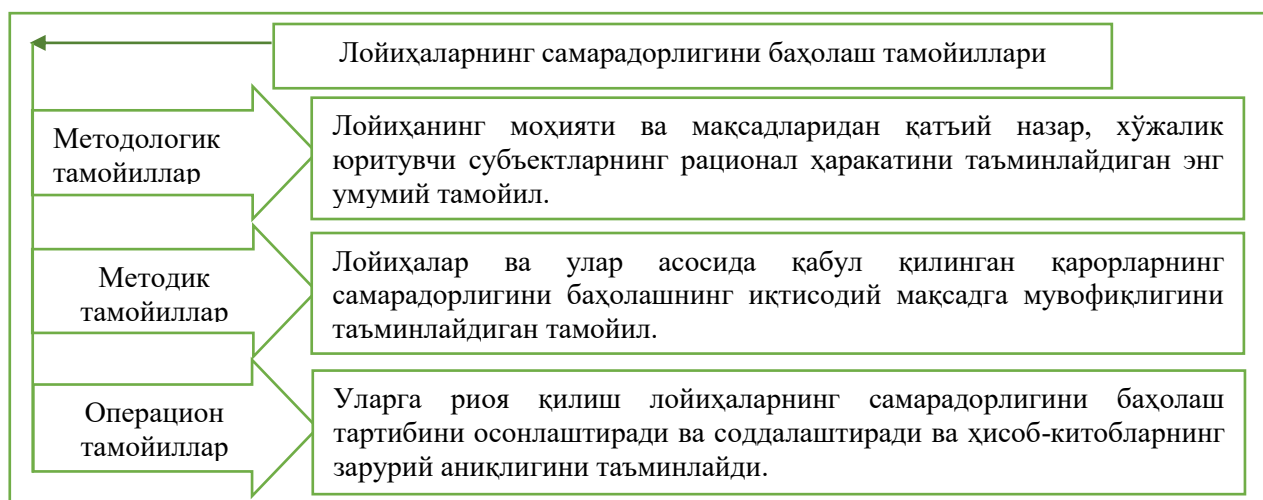 Лойиҳаларнинг самарадорлигини баҳолаш тамойиллари
Методологик
тамойиллар
Лойиҳанинг моҳияти ва мақсадларидан қатъий назар, хўжалик
юритувчи субъектларнинг рационал ҳаракатини таъминлайдиган энг
умумий тамойил.
Методик
тамойиллар
Лойиҳалар ва улар асосида қабул қилинган қарорларнинг
самарадорлигини баҳолашнинг иқтисодий мақсадга мувофиқлигини
таъминлайдиган тамойил.
Операцион
тамойиллар
Уларга риоя қилиш лойиҳаларнинг самарадорлигини баҳолаш
тартибини осонлаштиради ва соддалаштиради ва ҳисоб-китобларнинг
зарурий аниқлигини таъминлайди.